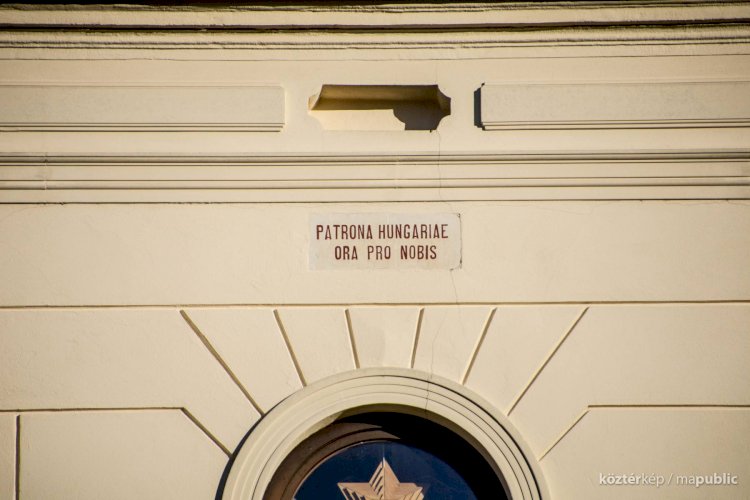 PATRONA HUNGARIAE
ORA PRO NOBIS
köztérkép / mapublic